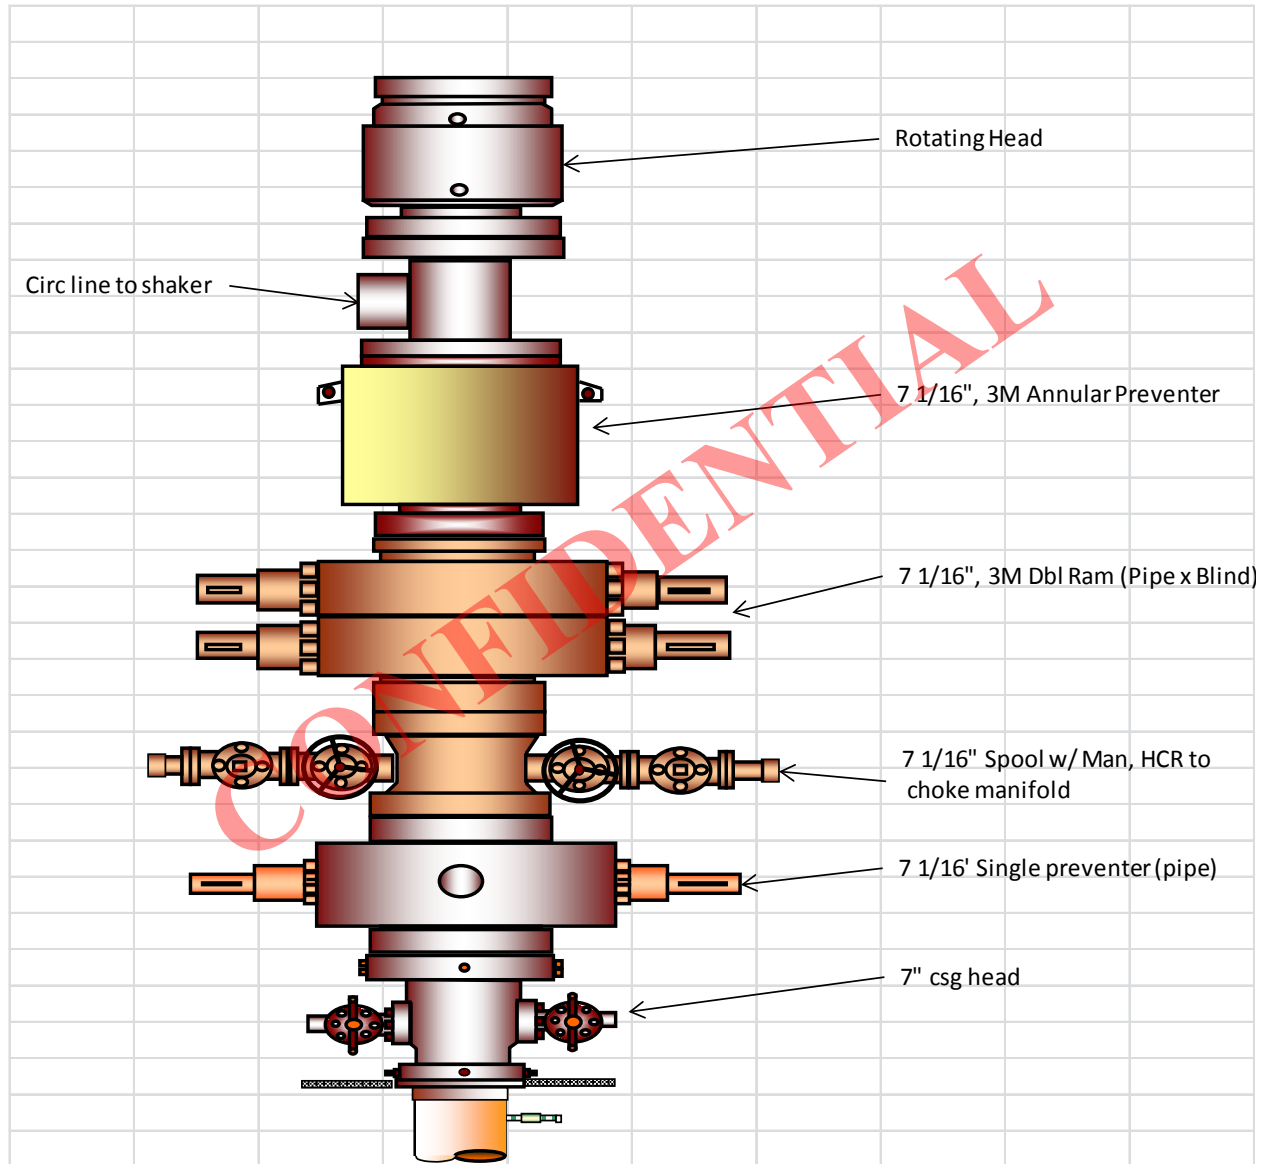 Rotating Head
Circ line to shaker
7 1/16", 3M Annular Preventer
7 1/16", 3M Dbl Ram (Pipe x Blind)
7 1/16" Spool w/ Man, HCR to
choke manifold
7 1/16' Single preventer (pipe)
7" csg head
CONFIDENTIAL